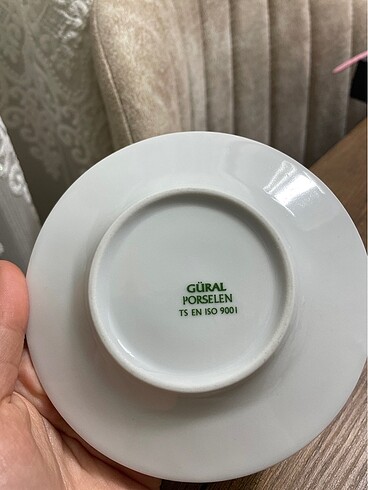 GÜRAL
PORSELEN
TS EN ISO 9001